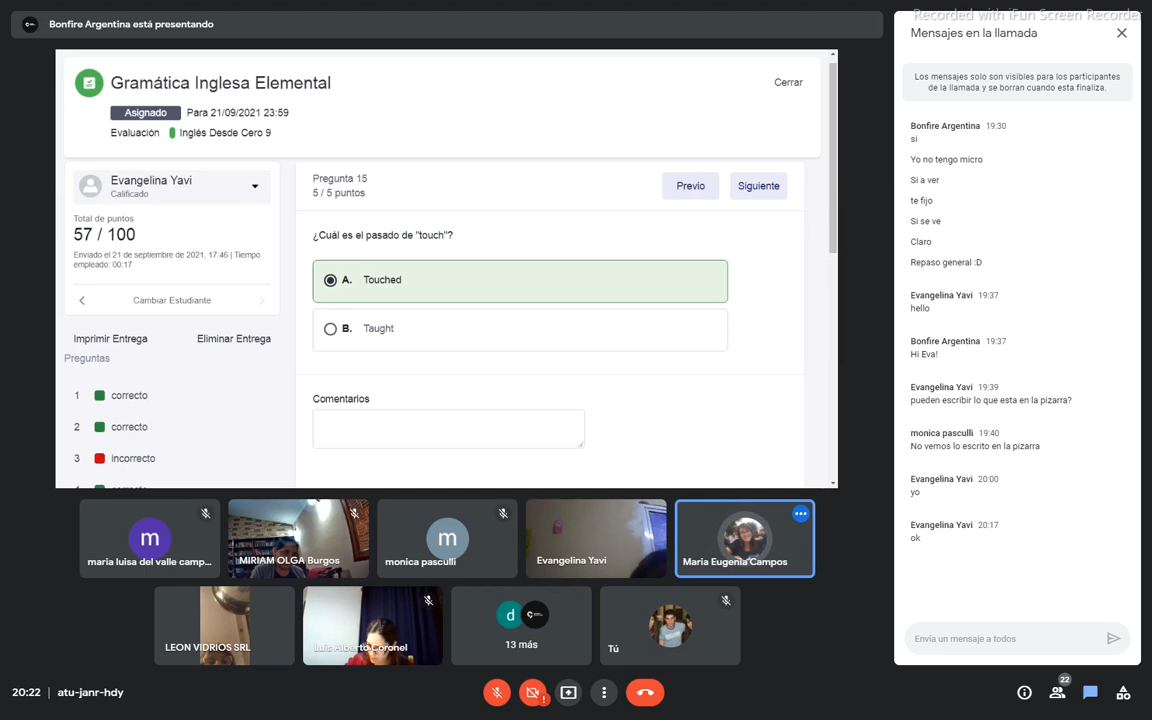 Bonfire Argentina está presentando
Recorded with iFun Screen Recorder
Gramática Inglesa Elemental
Cerrar
Asignado Para 21/09/2021 23:59
Evaluación Inglés Desde Cero 9
Evangelina Yavi
Calificado
Total de puntos
57 / 100
Enviado el 21 de septiembre de 2021, 17:46 | Tiempo
empleado: 00:17
Cambiar Estudiante
Imprimir Entrega Eliminar Entrega
Preguntas
1 correcto
2 correcto
3 incorrecto
Pregunta 15
5 / 5 puntos
Previo Siguiente
¿Cuál es el pasado de "touch"?
A. Touched
B. Taught
Comentarios
m
maria luisa del valle camp...
MIRIAM OLGA Burgos
m
monica pasculli
Evangelina Yavi
Maria Eugenia Campos
LEON VIDRIOS SRL
Luis Alberto Coronel
d
13 más
Tú
20:22 | atu-janr-hdy
22
Mensajes en la llamada
Los mensajes solo son visibles para los participantes
de la llamada y se borran cuando esta finaliza.
Bonfire Argentina 19:30
si
Yo no tengo micro
Si a ver
te fijo
Si se ve
Claro
Repaso general :D
Evangelina Yavi 19:37
hello
Bonfire Argentina 19:37
Hi Eva!
Evangelina Yavi 19:39
pueden escribir lo que esta en la pizarra?
monica pasculli 19:40
No vemos lo escrito en la pizarra
Evangelina Yavi 20:00
yo
Evangelina Yavi 20:17
ok
Envía un mensaje a todos